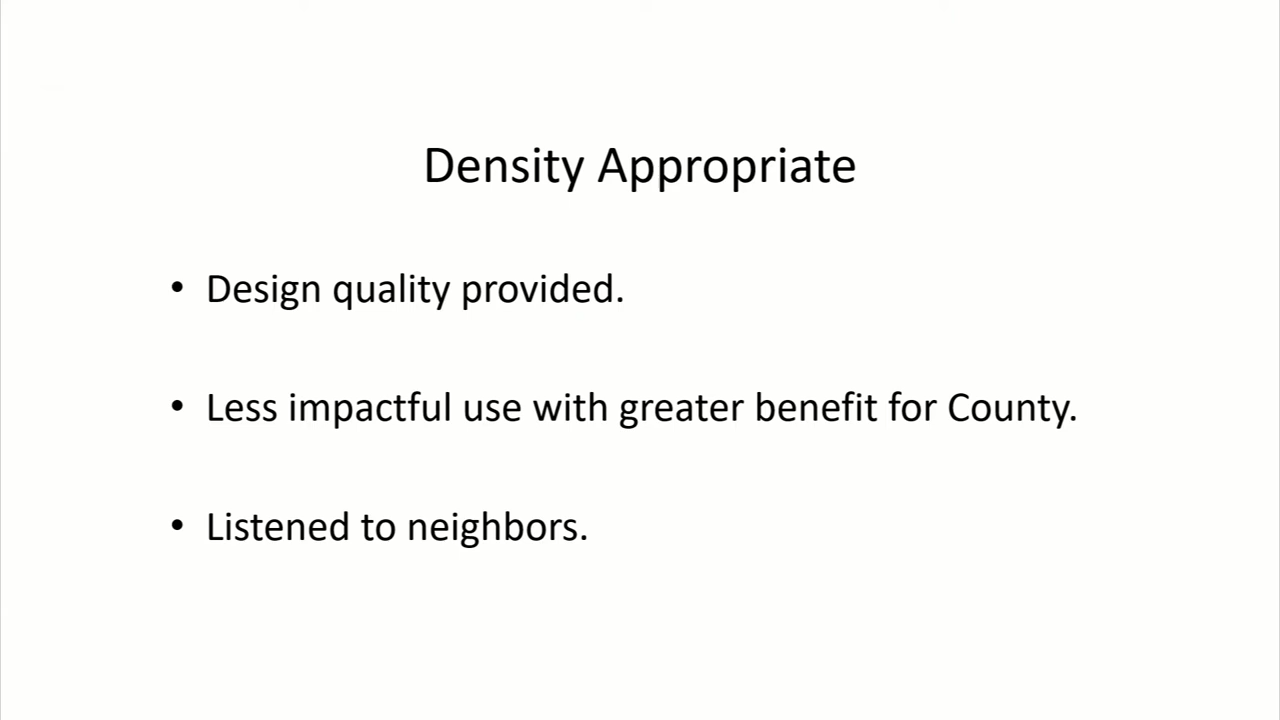 Density Appropriate
• Design quality provided.
• Less impactful use with greater benefit for County.
• Listened to neighbors.